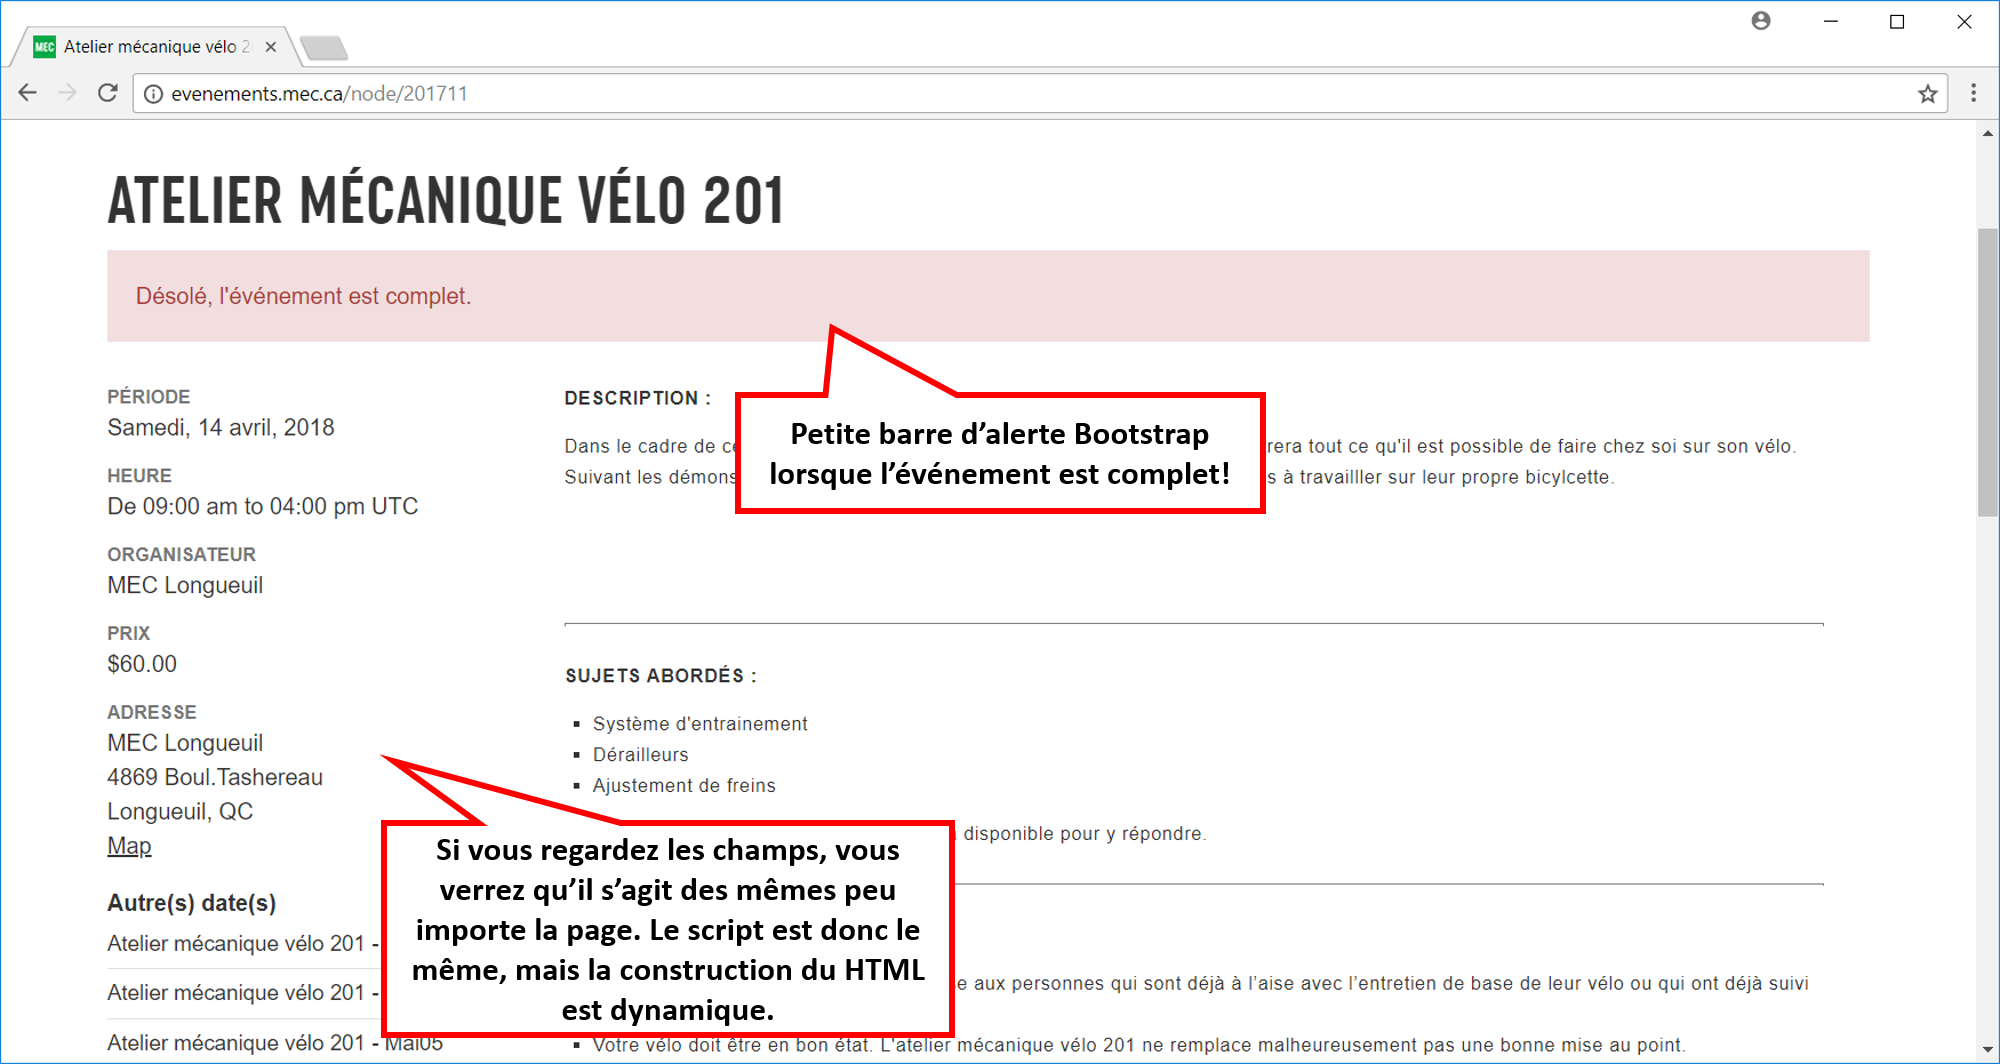 MEC Atelier mécanique vélo 2
evenements.mec.ca/node/201711
ATELIER MÉCANIQUE VÉLO 201
Désolé, l'événement est complet.
PÉRIODE
Samedi, 14 avril, 2018
HEURE
De 09:00 am to 04:00 pm UTC
ORGANISATEUR
MEC Longueuil
PRIX
$60.00
ADRESSE
MEC Longueuil
4869 Boul.Tashereau
Longueuil, QC
Map
Autre(s) date(s)
Atelier mécanique vélo 201 -
Atelier mécanique vélo 201 -
Atelier mécanique vélo 201 - Mai05
DESCRIPTION :
Dans le cadre de ce rera tout ce qu'il est possible de faire chez soi sur son vélo.
Suivant les démons s à travailller sur leur propre bicylcette.
Petite barre d’alerte Bootstrap
lorsque l’événement est complet!
SUJETS ABORDÉS :
▪ Système d'entrainement
▪ Dérailleurs
▪ Ajustement de freins
disponible pour y répondre.
Si vous regardez les champs, vous
verrez qu’il s’agit des mêmes peu
importe la page. Le script est donc le
même, mais la construction du HTML
est dynamique.
e aux personnes qui sont déjà à l’aise avec l’entretien de base de leur vélo ou qui ont déjà suivi
▪ Votre vélo doit être en bon état. L'atelier mécanique vélo 201 ne remplace malheureusement pas une bonne mise au point.